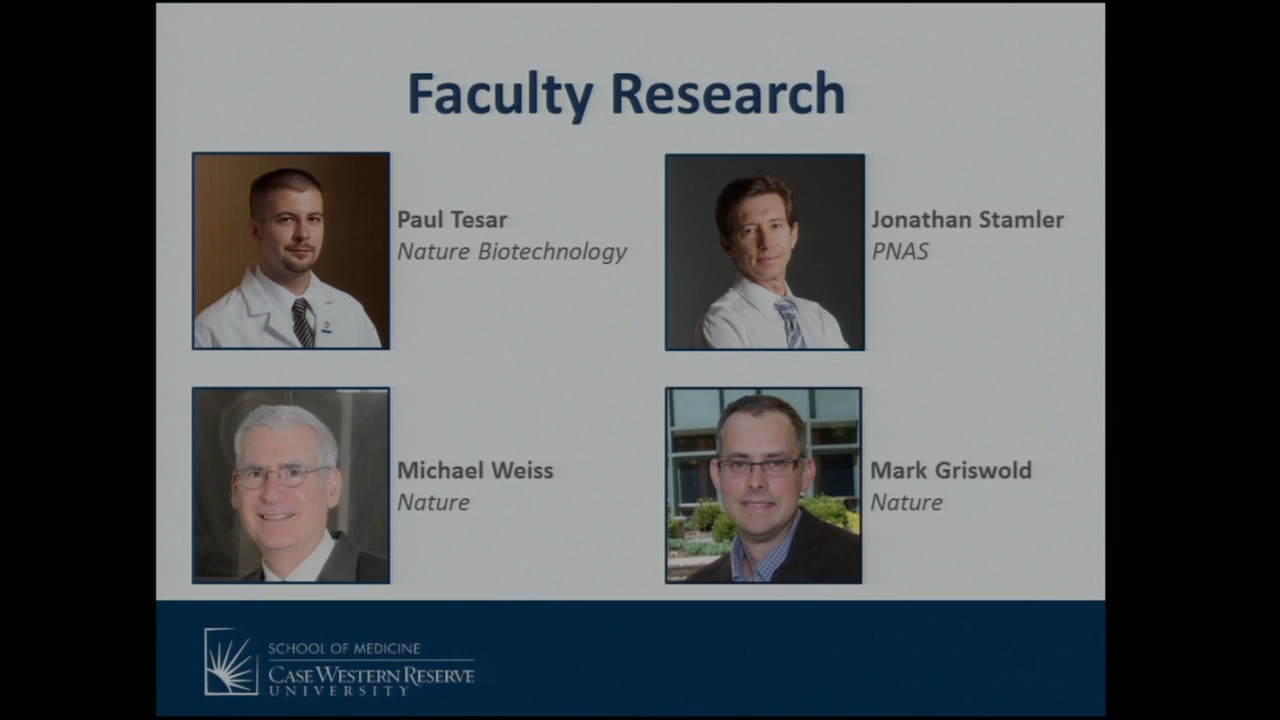 Faculty Research
Paul Tesar
Nature Biotechnology
Jonathan Stamler
PNAS
Michael Weiss
Nature
Mark Griswold
Nature
SCHOOL OF MEDICINE
CASE WESTERN RESERVE
UNIVERSITY